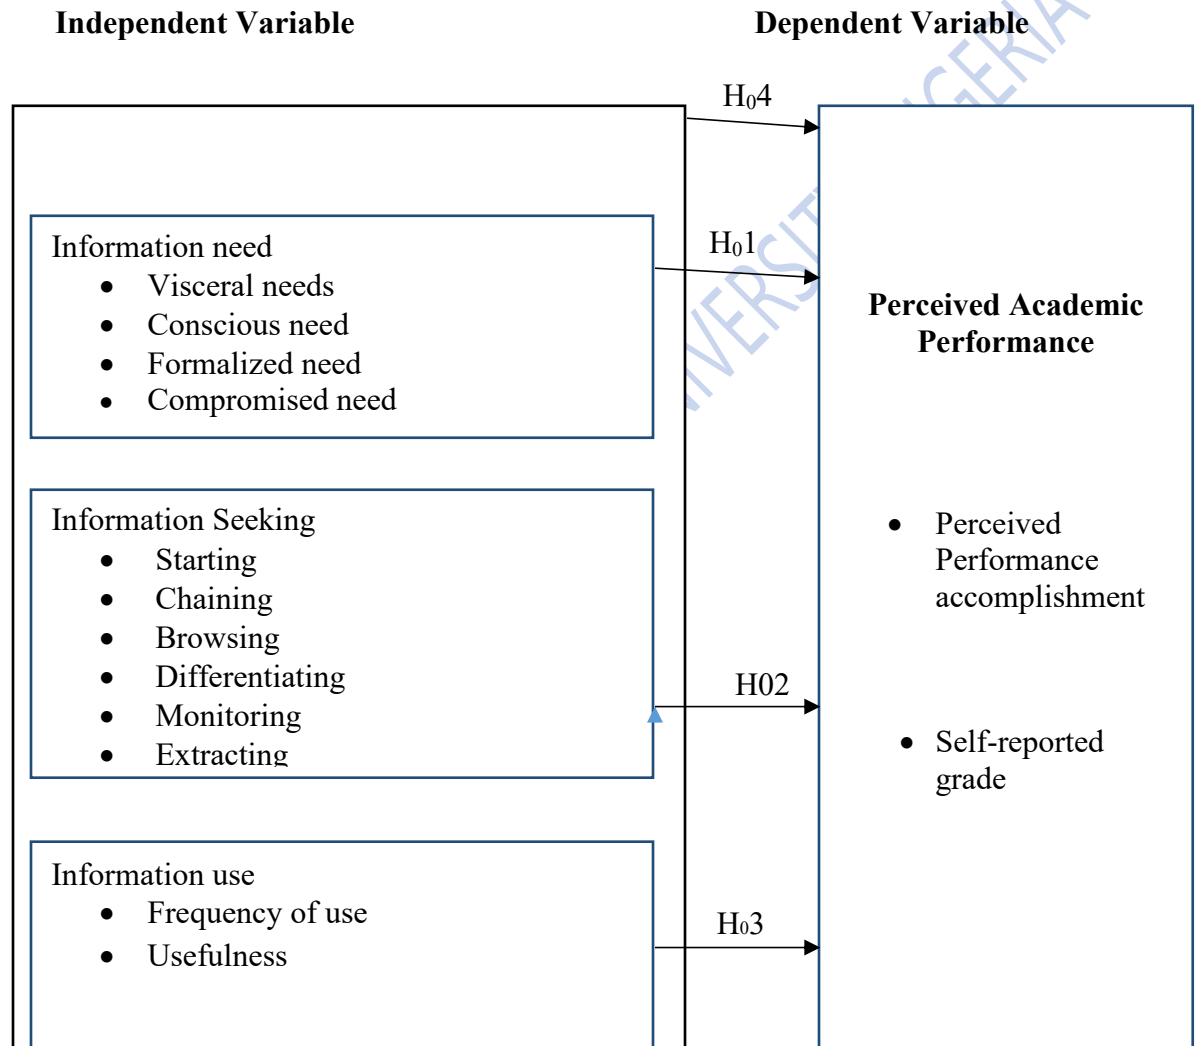 Independent Variable
Dependent Variable
H₀4
Information need
• Visceral needs
• Conscious need
• Formalized need
• Compromised need
H₀1
Perceived Academic
Performance
Information Seeking
• Starting
• Chaining
• Browsing
• Differentiating
• Monitoring
• Extracting
H02
• Perceived
Performance
accomplishment
• Self-reported
grade
Information use
• Frequency of use
• Usefulness
H₀3